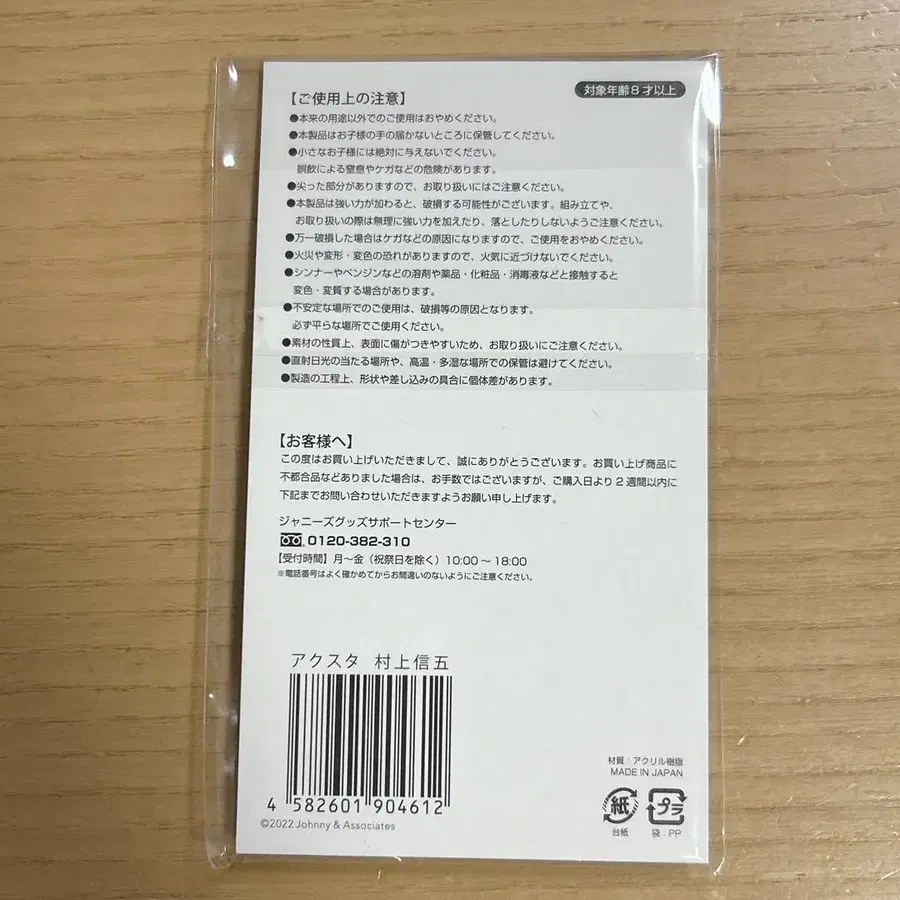 【ご使用上の注意】
対象年齢8才以上
●本来の用途以外でのご使用はおやめください。
●本製品はお子様の手の届かないところに保管してください。
●小さなお子様には絶対に与えないでください。
誤飲による窒息やケガなどの危険があります。
●尖った部分がありますので、お取り扱いにはご注意ください。
●本製品は強い力が加わると、破損する可能性がございます。組み立てや、
お取り扱いの際は無理に強い力を加えたり、落としたりしないようご注意ください。
●万一破損した場合はケガなどの原因になりますので、ご使用をおやめください。
●火災や変形・変色の恐れがありますので、火気に近づけないでください。
●シンナーやベンジンなどの溶剤や薬品・化粧品・消毒液などと接触すると
変色・変質する場合があります。
●不安定な場所でのご使用は、破損等の原因となります。
必ず平らな場所でご使用ください。
●素材の性質上、表面に傷がつきやすいため、お取り扱いにご注意ください。
●直射日光の当たる場所や、高温・多湿な場所での保管は避けてください。
●製造の工程上、形状や差し込みの具合に個体差があります。
【お客様へ】
この度はお買い上げいただきまして、誠にありがとうございます。お買い上げ商品に
不都合品などありました場合は、お手数ではございますが、ご購入日より2週間以内に
下記までお問い合わせいただきますようお願い申し上げます。
ジャニーズグッズサポートセンター
0120-382-310
【受付時間】月〜金（祝祭日を除く）10:00〜18:00
※電話番号はよく確かめてからお間違いのないようにご注意ください。
アクスタ 村上信五
4 582601 904612
©2022 Johnny & Associates
材質：アクリル樹脂
MADE IN JAPAN
紙 プラ
台紙 袋:PP